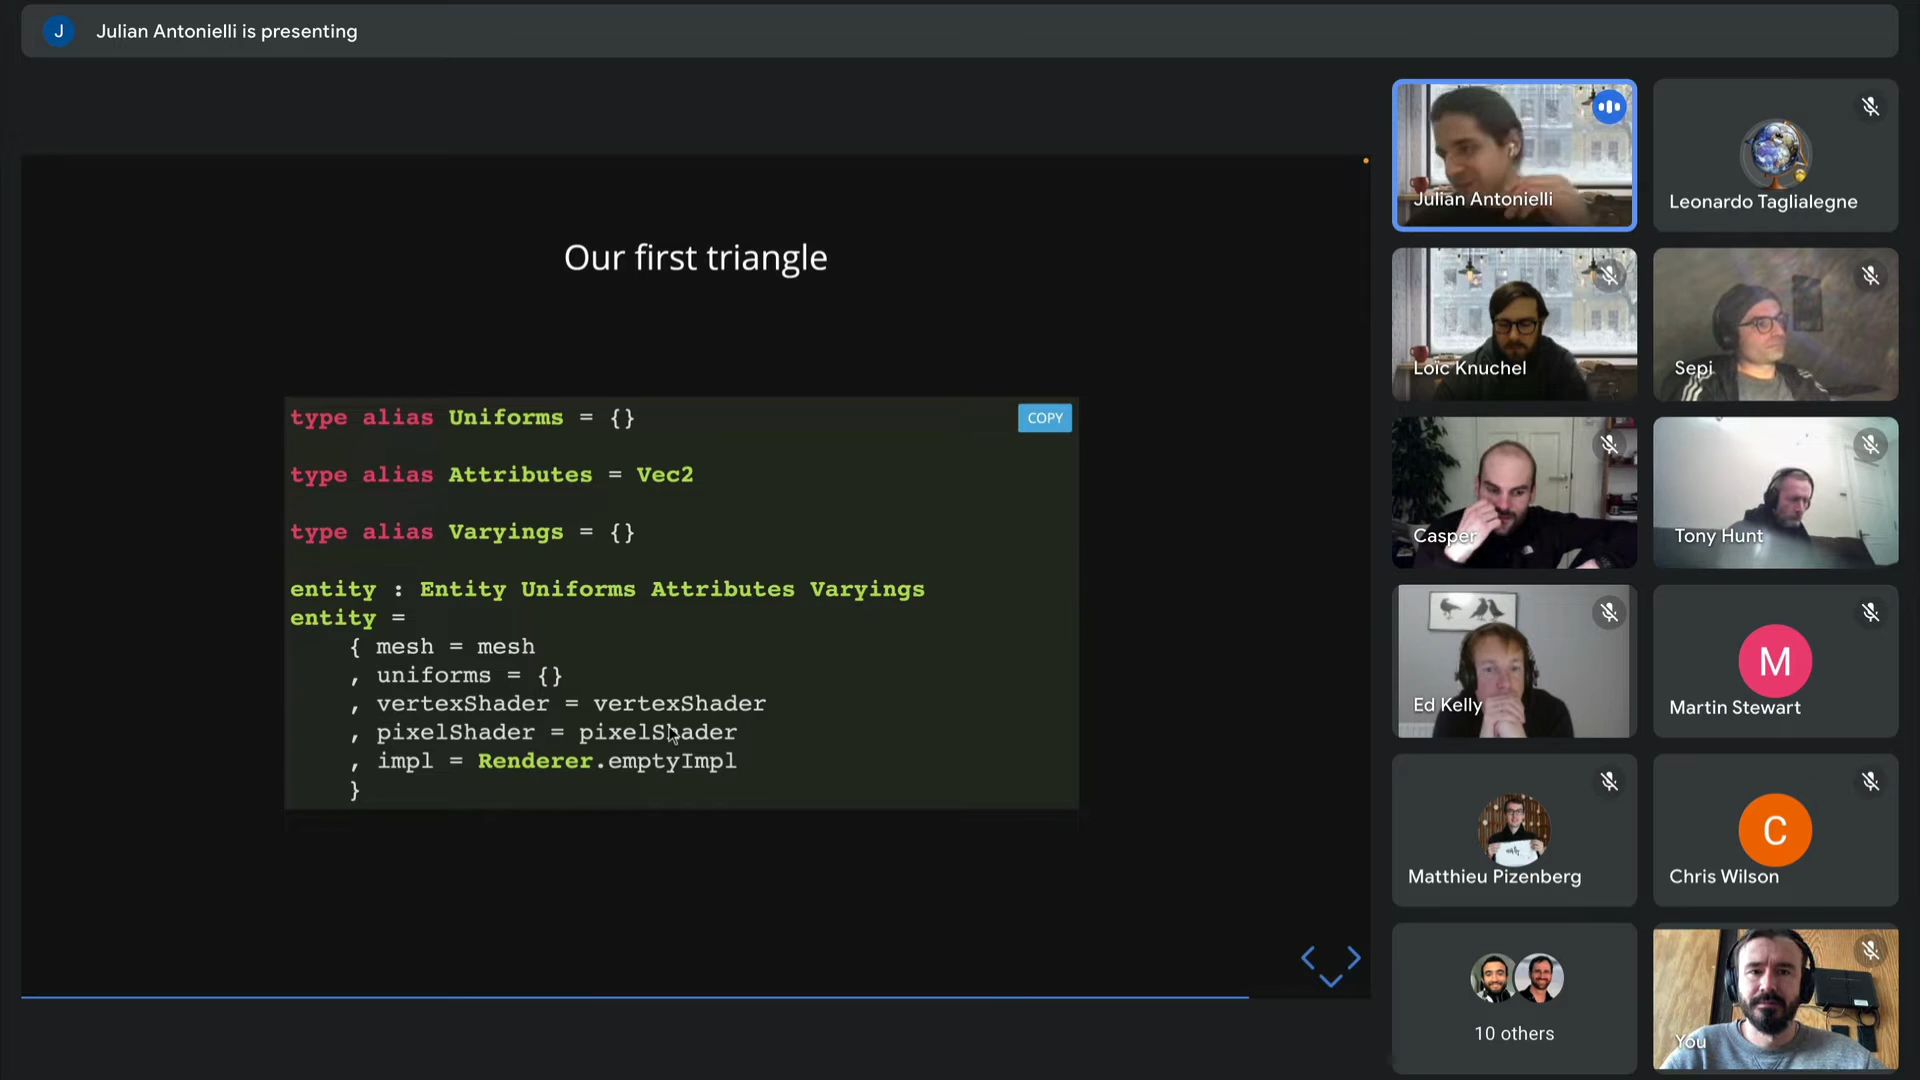 J
Julian Antonielli is presenting
Our first triangle
COPY
type alias Uniforms = {}
type alias Attributes = Vec2
type alias Varyings = {}
entity : Entity Uniforms Attributes Varyings
entity =
{ mesh = mesh
, uniforms = {}
, vertexShader = vertexShader
, pixelShader = pixelShader
, impl = Renderer.emptyImpl
}
Julian Antonielli
Leonardo Taglialegne
Loïc Knuchel
Sepi
Casper
Tony Hunt
Ed Kelly
M
Martin Stewart
Matthieu Pizenberg
C
Chris Wilson
10 others
You